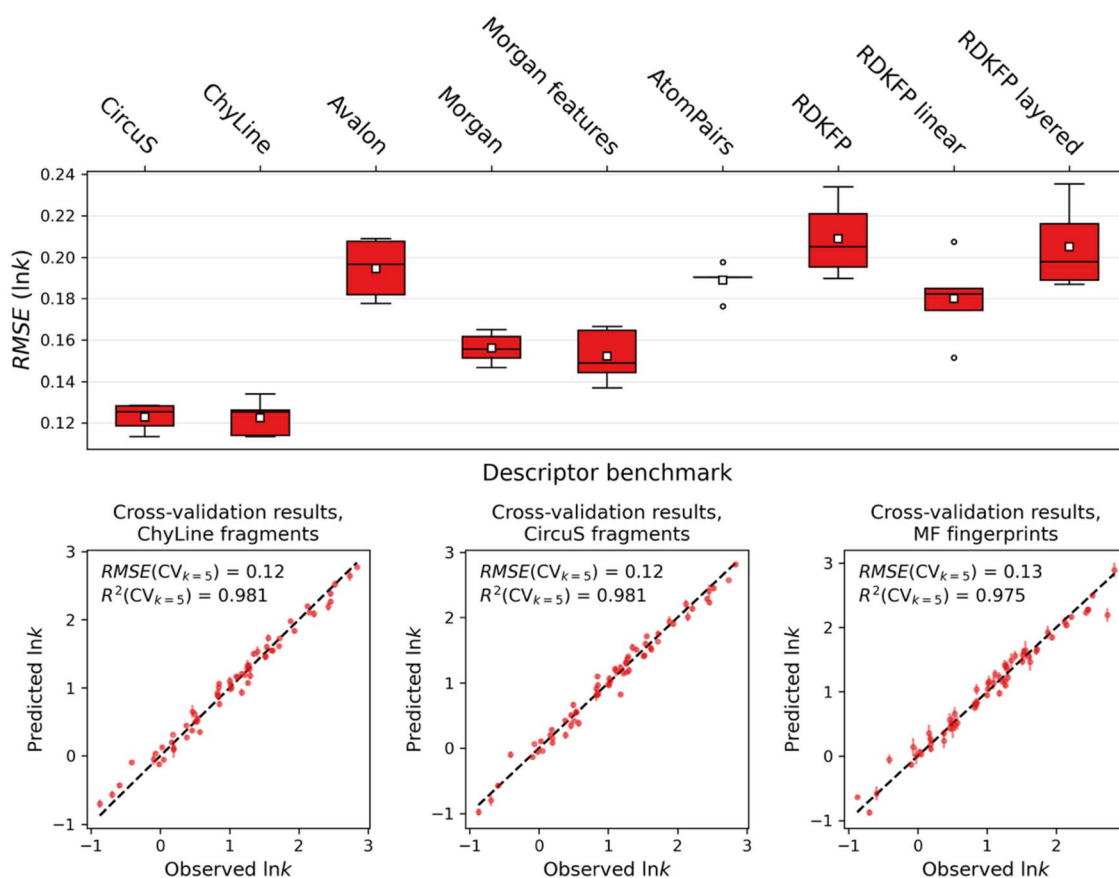 CircuS
ChyLine
Avalon
Morgan
Morgan features
AtomPairs
RDKFP
RDKFP linear
RDKFP layered
0.24
0.22
0.20
0.18
0.16
0.14
0.12
RMSE (lnk)
Descriptor benchmark
Cross-validation results,
ChyLine fragments
RMSE(CVₖ₌₅) = 0.12
R²(CVₖ₌₅) = 0.981
3
2
1
0
−1
Predicted lnk
−1 0 1 2 3
Observed lnk
Cross-validation results,
CircuS fragments
RMSE(CVₖ₌₅) = 0.12
R²(CVₖ₌₅) = 0.981
3
2
1
0
−1
Predicted lnk
−1 0 1 2 3
Observed lnk
Cross-validation results,
MF fingerprints
RMSE(CVₖ₌₅) = 0.13
R²(CVₖ₌₅) = 0.975
3
2
1
0
−1
Predicted lnk
−1 0 1 2
Observed lnk